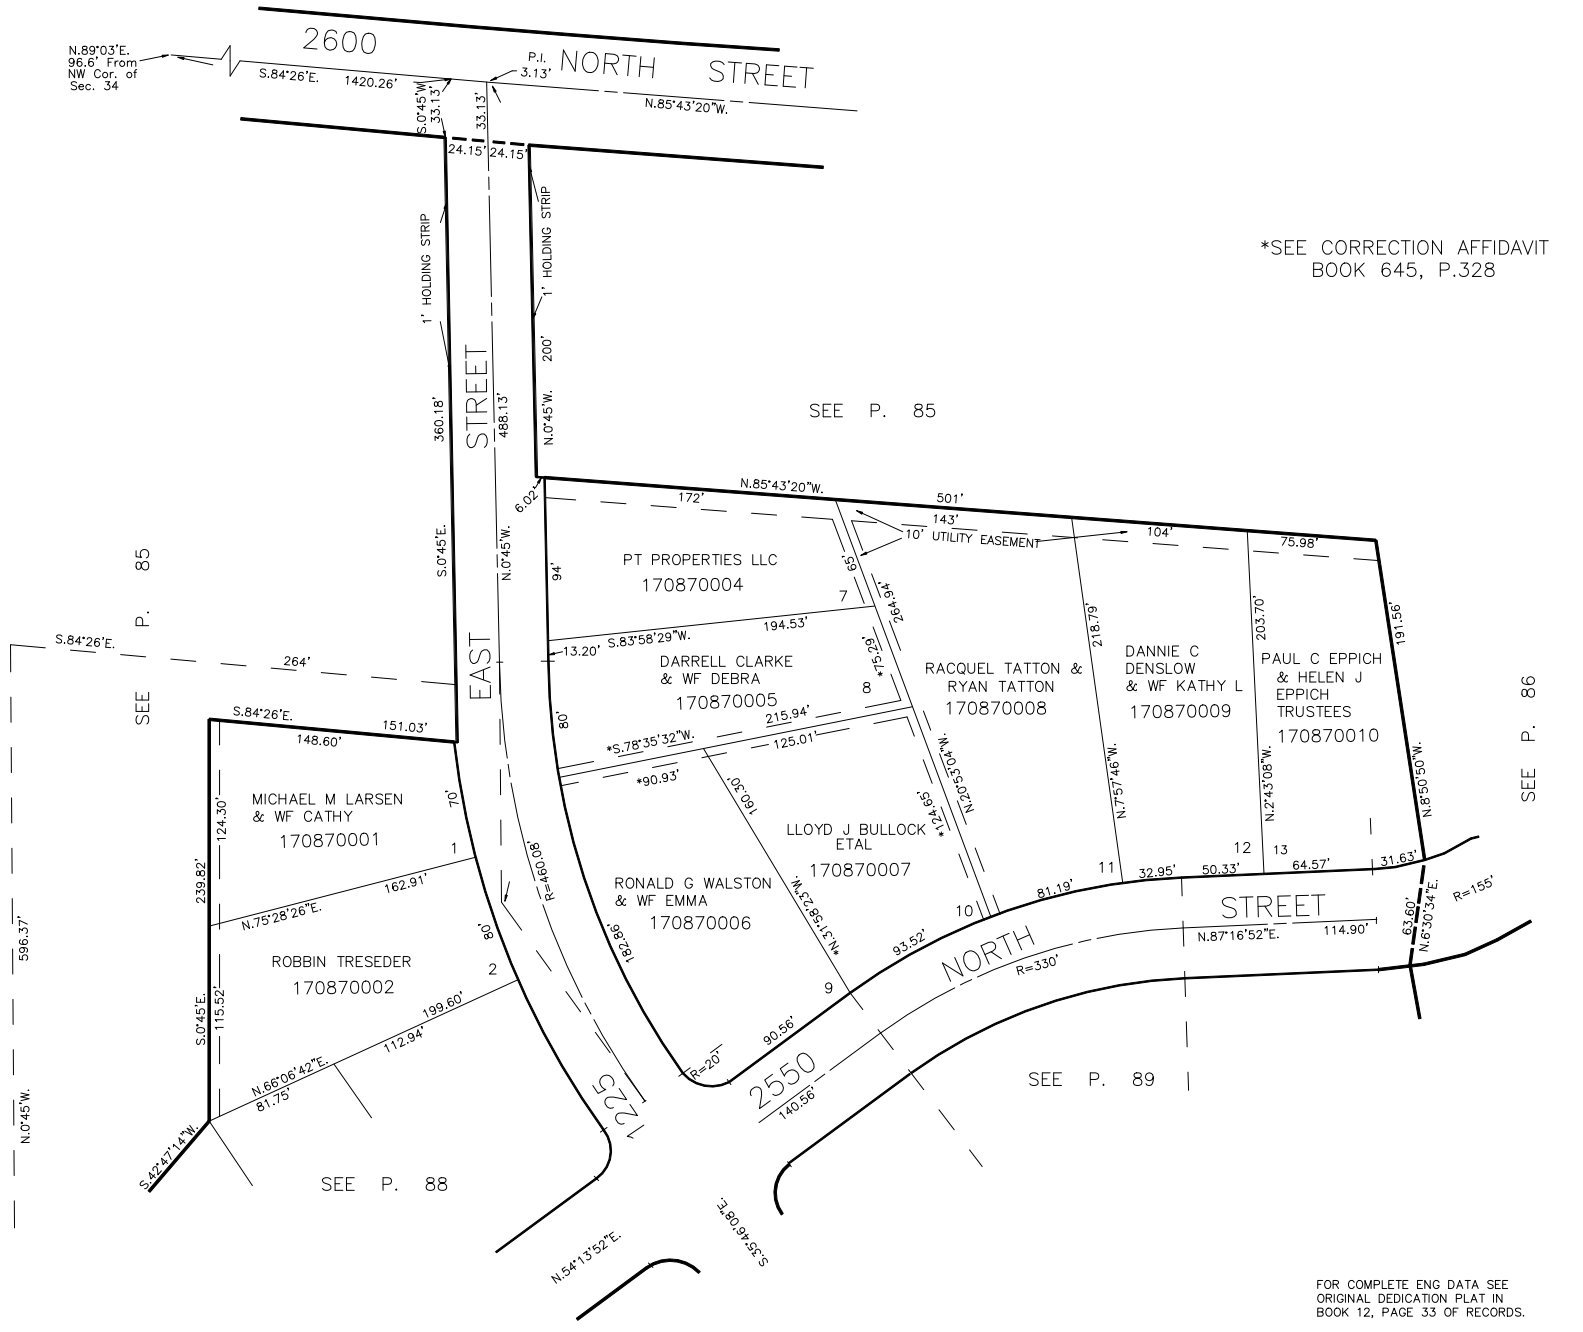 2600 NORTH STREET
N.89°03'E.
96.6' From
NW Cor. of
Sec. 34
S.84°26'E. 1420.26'
P.I.
3.13'
N.85°43'20"W.
S.0°45'W.
33.13'
33.13'
24.15' 24.15'
1' HOLDING STRIP
1' HOLDING STRIP
*SEE CORRECTION AFFIDAVIT
BOOK 645, P.328
200'
N.0°45'W.
360.18'
S.0°45'E.
EAST STREET
488.13'
N.0°45'W.
SEE P. 85
6.02'
N.85°43'20"W.
501'
172'
143'
104'
75.98'
10' UTILITY EASEMENT
SEE P. 85
PT PROPERTIES LLC
170870004
7
94'
65'
264.94'
S.83°58'29"W.
194.53'
13.20'
DARRELL CLARKE
& WF DEBRA
170870005
8
80'
*75.29'
*S.78°35'32"W.
215.94'
125.01'
*90.93'
RACQUEL TATTON &
RYAN TATTON
170870008
218.79'
N.7°57'46"W.
N.20°53'04"W.
*124.65'
DANNIE C
DENSLOW
& WF KATHY L
170870009
203.70'
N.2°43'08"W.
PAUL C EPPICH
& HELEN J
EPPICH
TRUSTEES
170870010
191.56'
N.8°50'50"W.
SEE P. 86
S.84°26'E.
264'
S.84°26'E.
151.03'
148.60'
MICHAEL M LARSEN
& WF CATHY
170870001
1
70'
124.30'
239.82'
162.91'
N.75°28'26"E.
80'
ROBBIN TRESEDER
170870002
2
S.0°45'E.
115.52'
199.60'
112.94'
N.66°06'42"E.
81.75'
596.37'
N.0°45'W.
S.42°47'14"W.
SEE P. 88
R=460.08'
RONALD G WALSTON
& WF EMMA
170870006
182.86'
160.30'
*N.31°58'23"W.
LLOYD J BULLOCK
ETAL
170870007
9
10
11
12
13
90.56'
93.52'
81.19'
32.95'
50.33'
64.57'
31.63'
R=20'
1225
2550 NORTH STREET
140.56'
R=330'
N.87°16'52"E.
114.90'
63.60'
N.6°30'34"E.
R=155'
SEE P. 89
N.54°13'52"E.
S.35°46'08"E.
FOR COMPLETE ENG DATA SEE
ORIGINAL DEDICATION PLAT IN
BOOK 12, PAGE 33 OF RECORDS.